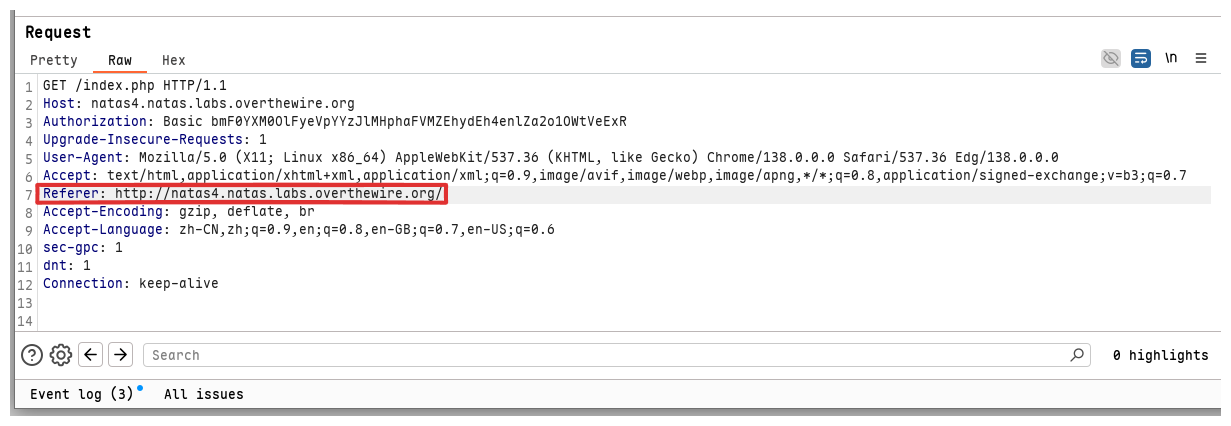 Request
Pretty Raw Hex
\n
1 GET /index.php HTTP/1.1
2 Host: natas4.natas.labs.overthewire.org
3 Authorization: Basic bmF0YXM0OlFyeVpYYzJlMHphaFVMZEhydEh4enlZa2o1OWtVeExR
4 Upgrade-Insecure-Requests: 1
5 User-Agent: Mozilla/5.0 (X11; Linux x86_64) AppleWebKit/537.36 (KHTML, like Gecko) Chrome/138.0.0.0 Safari/537.36 Edg/138.0.0.0
6 Accept: text/html,application/xhtml+xml,application/xml;q=0.9,image/avif,image/webp,image/apng,*/*;q=0.8,application/signed-exchange;v=b3;q=0.7
7 Referer: http://natas4.natas.labs.overthewire.org/
8 Accept-Encoding: gzip, deflate, br
9 Accept-Language: zh-CN,zh;q=0.9,en;q=0.8,en-GB;q=0.7,en-US;q=0.6
10 sec-gpc: 1
11 dnt: 1
12 Connection: keep-alive
13
14
Search
0 highlights
Event log (3) All issues